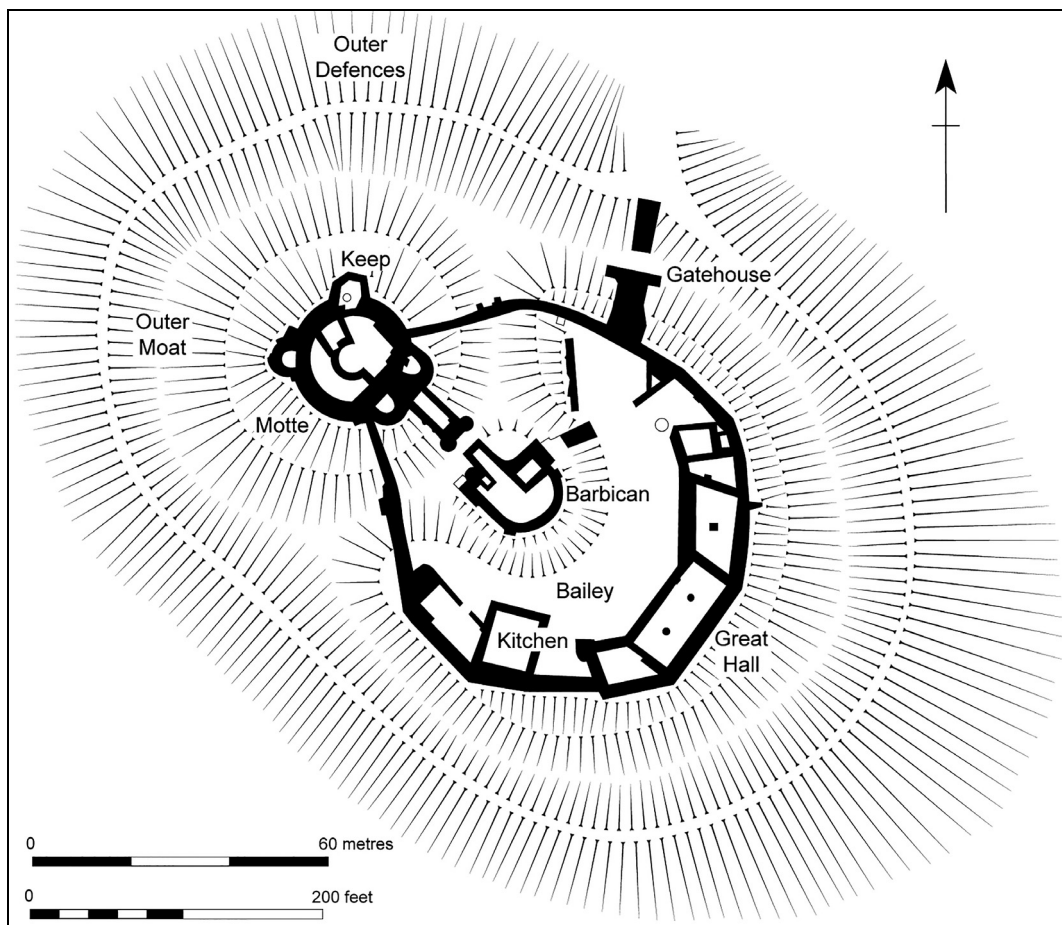 Outer
Defences
Keep
Gatehouse
Outer
Moat
Motte
Barbican
Bailey
Kitchen
Great
Hall
0 60 metres
0 200 feet